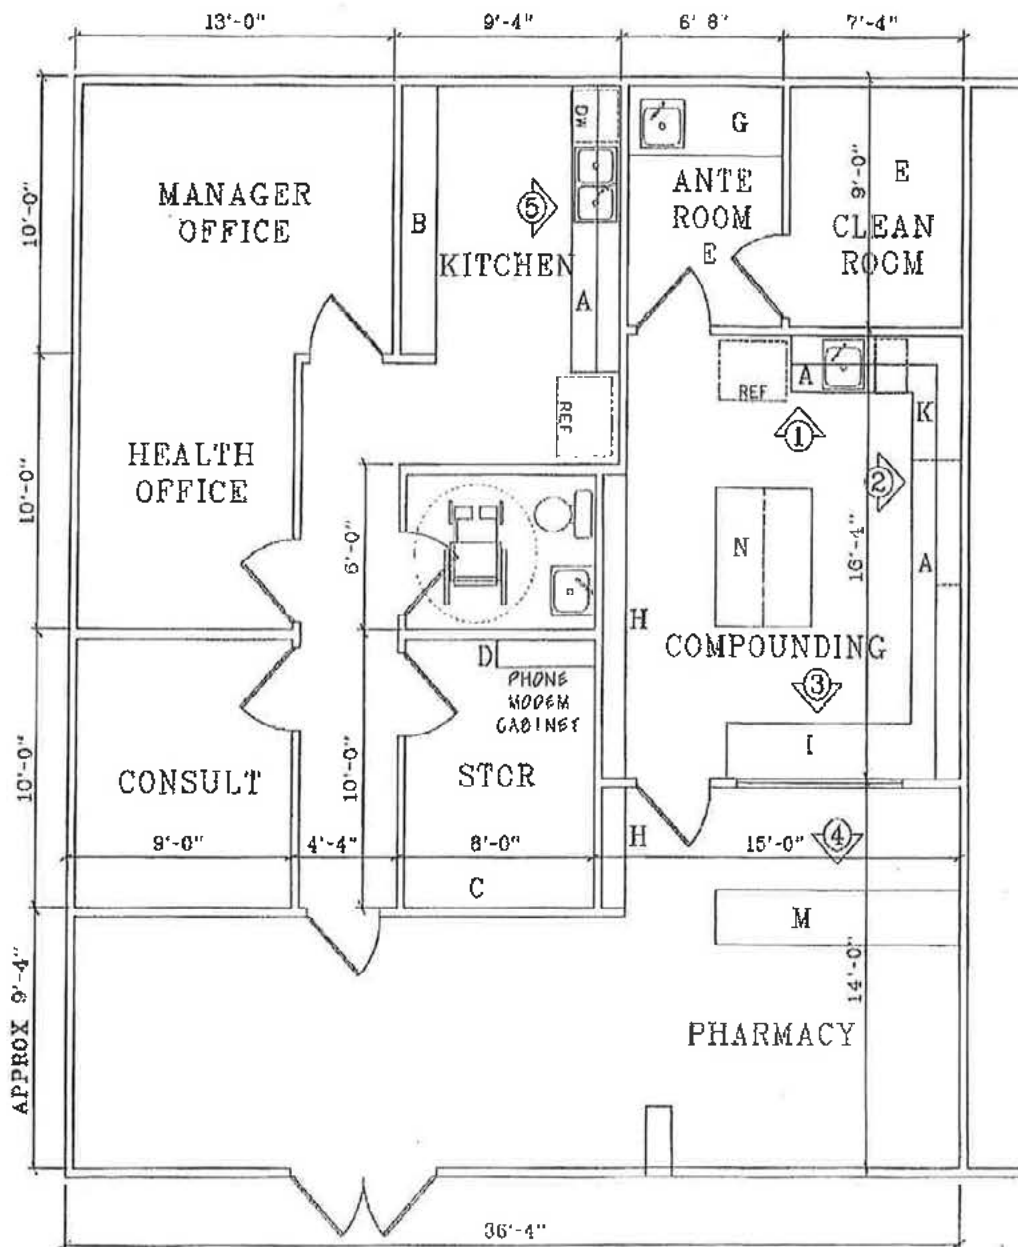 13'-0"
9'-4"
6' 8"
7'-4"
DW
G
10'-0"
MANAGER
OFFICE
B
5
KITCHEN
A
ANTE
ROOM
E
9'-0"
E
CLEAN
ROOM
REF
REF
A
K
1
2
10'-0"
HEALTH
OFFICE
6'-0"
N
16'-4"
A
H
COMPOUNDING
3
D
PHONE
MODEM
CABINET
I
10'-0"
CONSULT
10'-0"
STOR
9'-0"
4'-4"
8'-0"
H
15'-0"
4
C
M
APPROX 9'-4"
14'-0"
PHARMACY
36'-4"